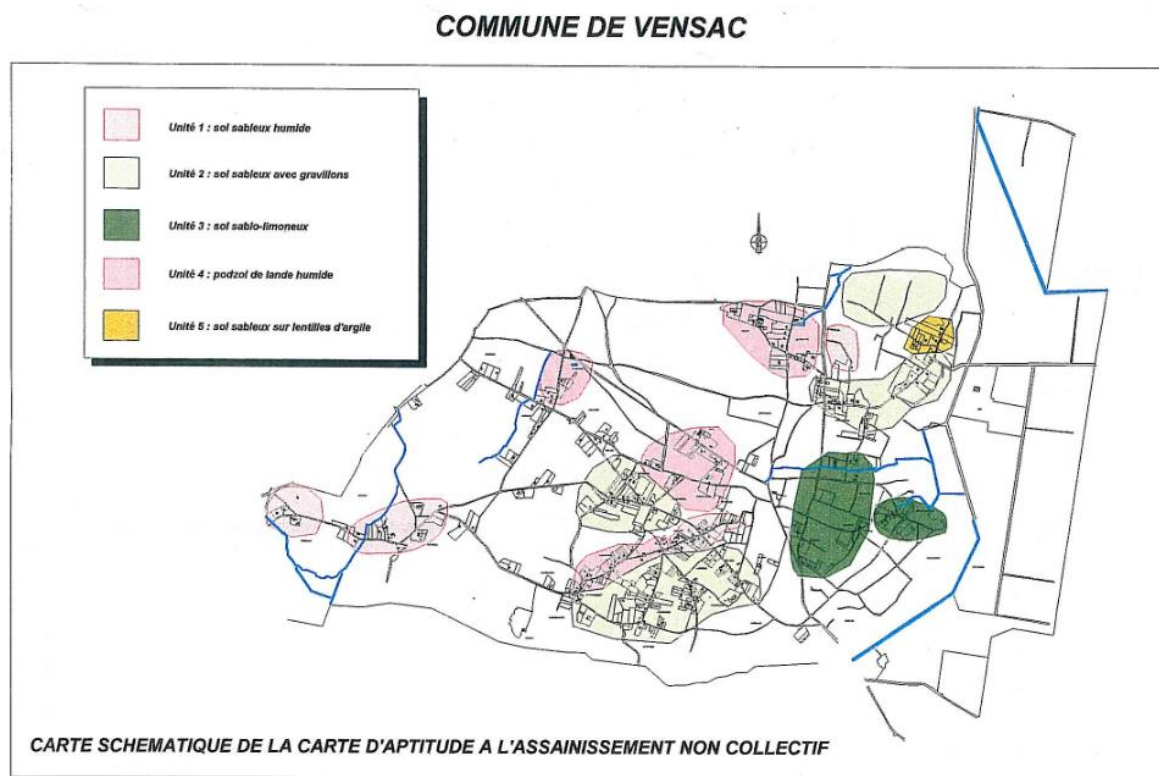 COMMUNE DE VENSAC
Unité 1 : sol sableux humide
Unité 2 : sol sableux avec gravillons
Unité 3 : sol sablo-limoneux
Unité 4 : podzol de lande humide
Unité 5 : sol sableux sur lentilles d'argile
CARTE SCHEMATIQUE DE LA CARTE D'APTITUDE A L'ASSAINISSEMENT NON COLLECTIF